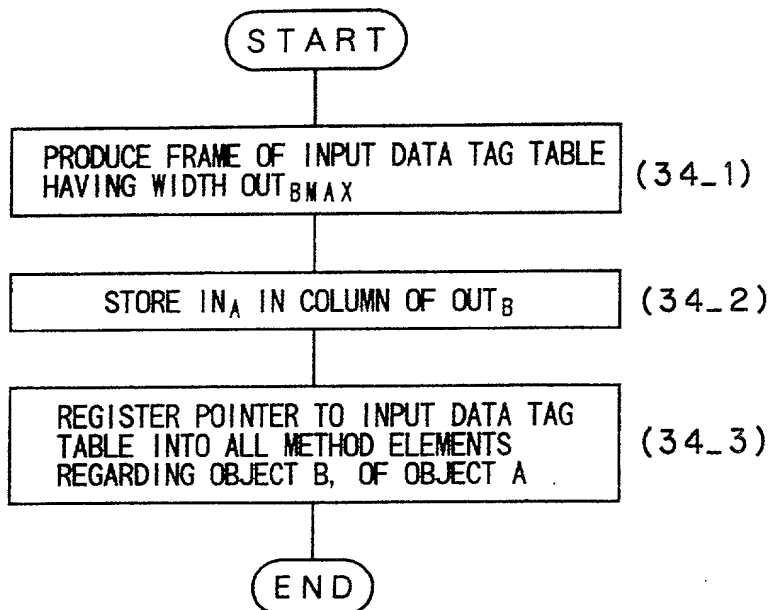 START
PRODUCE FRAME OF INPUT DATA TAG TABLE
HAVING WIDTH OUTBMAX
(34_1)
STORE INA IN COLUMN OF OUTB
(34_2)
REGISTER POINTER TO INPUT DATA TAG
TABLE INTO ALL METHOD ELEMENTS
REGARDING OBJECT B, OF OBJECT A
(34_3)
END